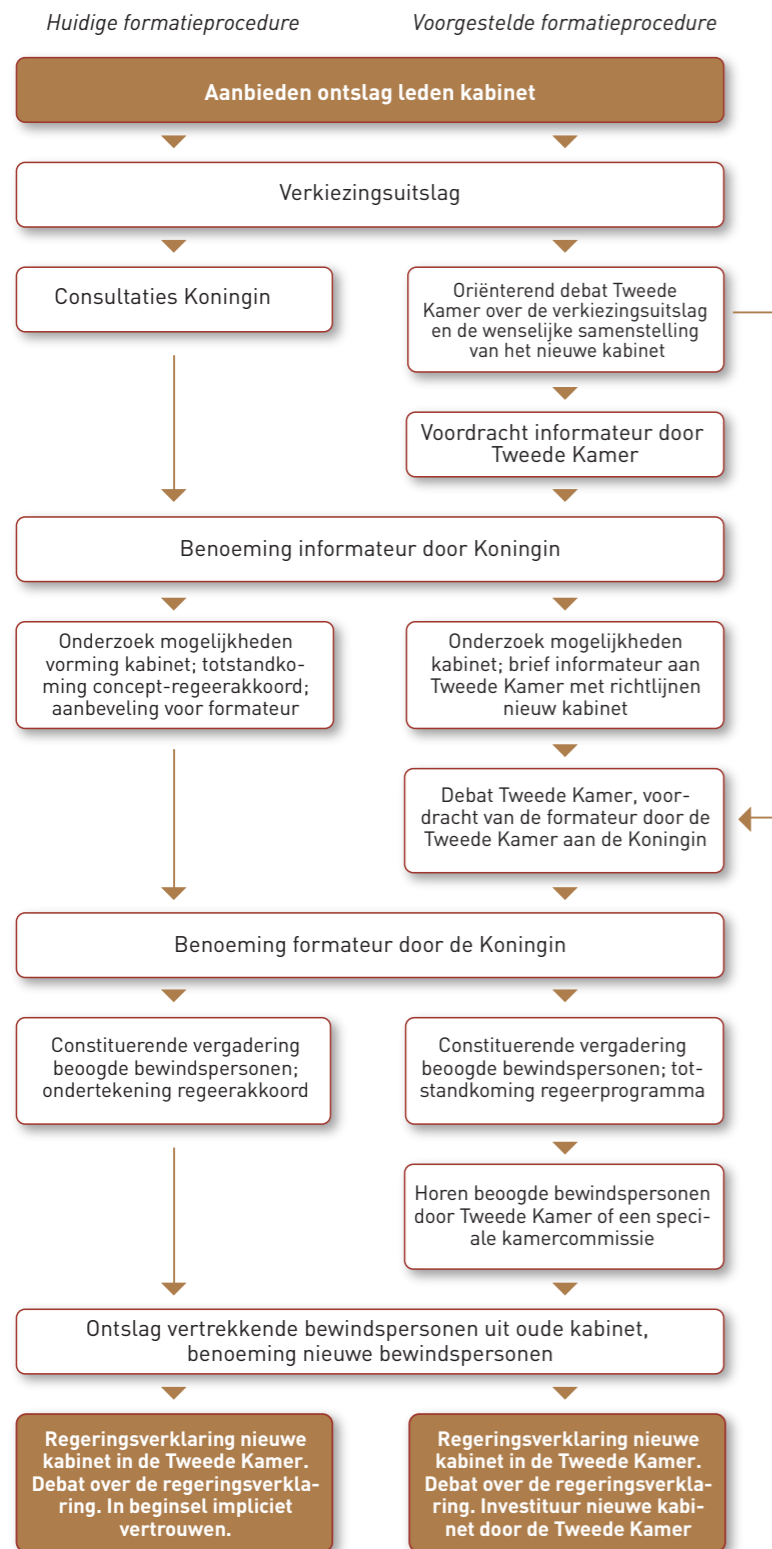 Huidige formatieprocedure
Voorgestelde formatieprocedure
Aanbieden ontslag leden kabinet
Verkiezingsuitslag
Consultaties Koningin
Oriënterend debat Tweede
Kamer over de verkiezingsuitslag
en de wenselijke samenstelling
van het nieuwe kabinet
Voordracht informateur door
Tweede Kamer
Benoeming informateur door Koningin
Onderzoek mogelijkheden
vorming kabinet; totstandko-
ming concept-regeerakkoord;
aanbeveling voor formateur
Onderzoek mogelijkheden
kabinet; brief informateur aan
Tweede Kamer met richtlijnen
nieuw kabinet
Debat Tweede Kamer, voor-
dracht van de formateur door de
Tweede Kamer aan de Koningin
Benoeming formateur door de Koningin
Constituerende vergadering
beoogde bewindspersonen;
ondertekening regeerakkoord
Constituerende vergadering
beoogde bewindspersonen; tot-
standkoming regeerprogramma
Horen beoogde bewindspersonen
door Tweede Kamer of een speci-
ale kamercommissie
Ontslag vertrekkende bewindspersonen uit oude kabinet,
benoeming nieuwe bewindspersonen
Regeringsverklaring nieuwe
kabinet in de Tweede Kamer.
Debat over de regeringsverkla-
ring. In beginsel impliciet
vertrouwen.
Regeringsverklaring nieuwe
kabinet in de Tweede Kamer.
Debat over de regeringsverkla-
ring. Investituur nieuwe kabi-
net door de Tweede Kamer